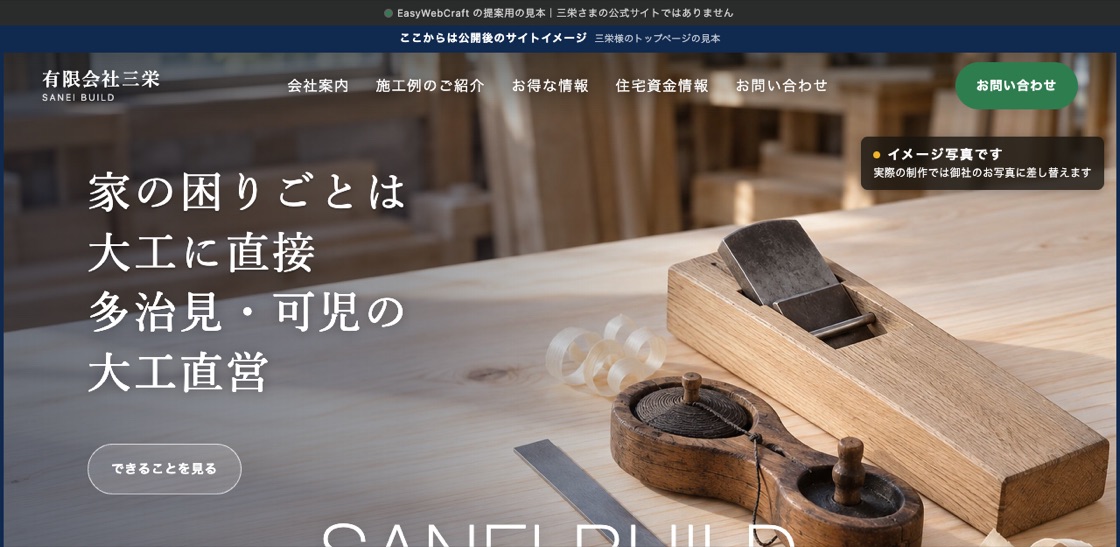 EasyWebCraft の提案用の見本｜三栄さまの公式サイトではありません
ここからは公開後のサイトイメージ 三栄様のトップページの見本
有限会社三栄
SANEI BUILD
会社案内 施工例のご紹介 お得な情報 住宅資金情報 お問い合わせ
お問い合わせ
イメージ写真です
実際の制作では御社のお写真に差し替えます
家の困りごとは
大工に直接
多治見・可児の
大工直営
できることを見る
SANEI BUILD